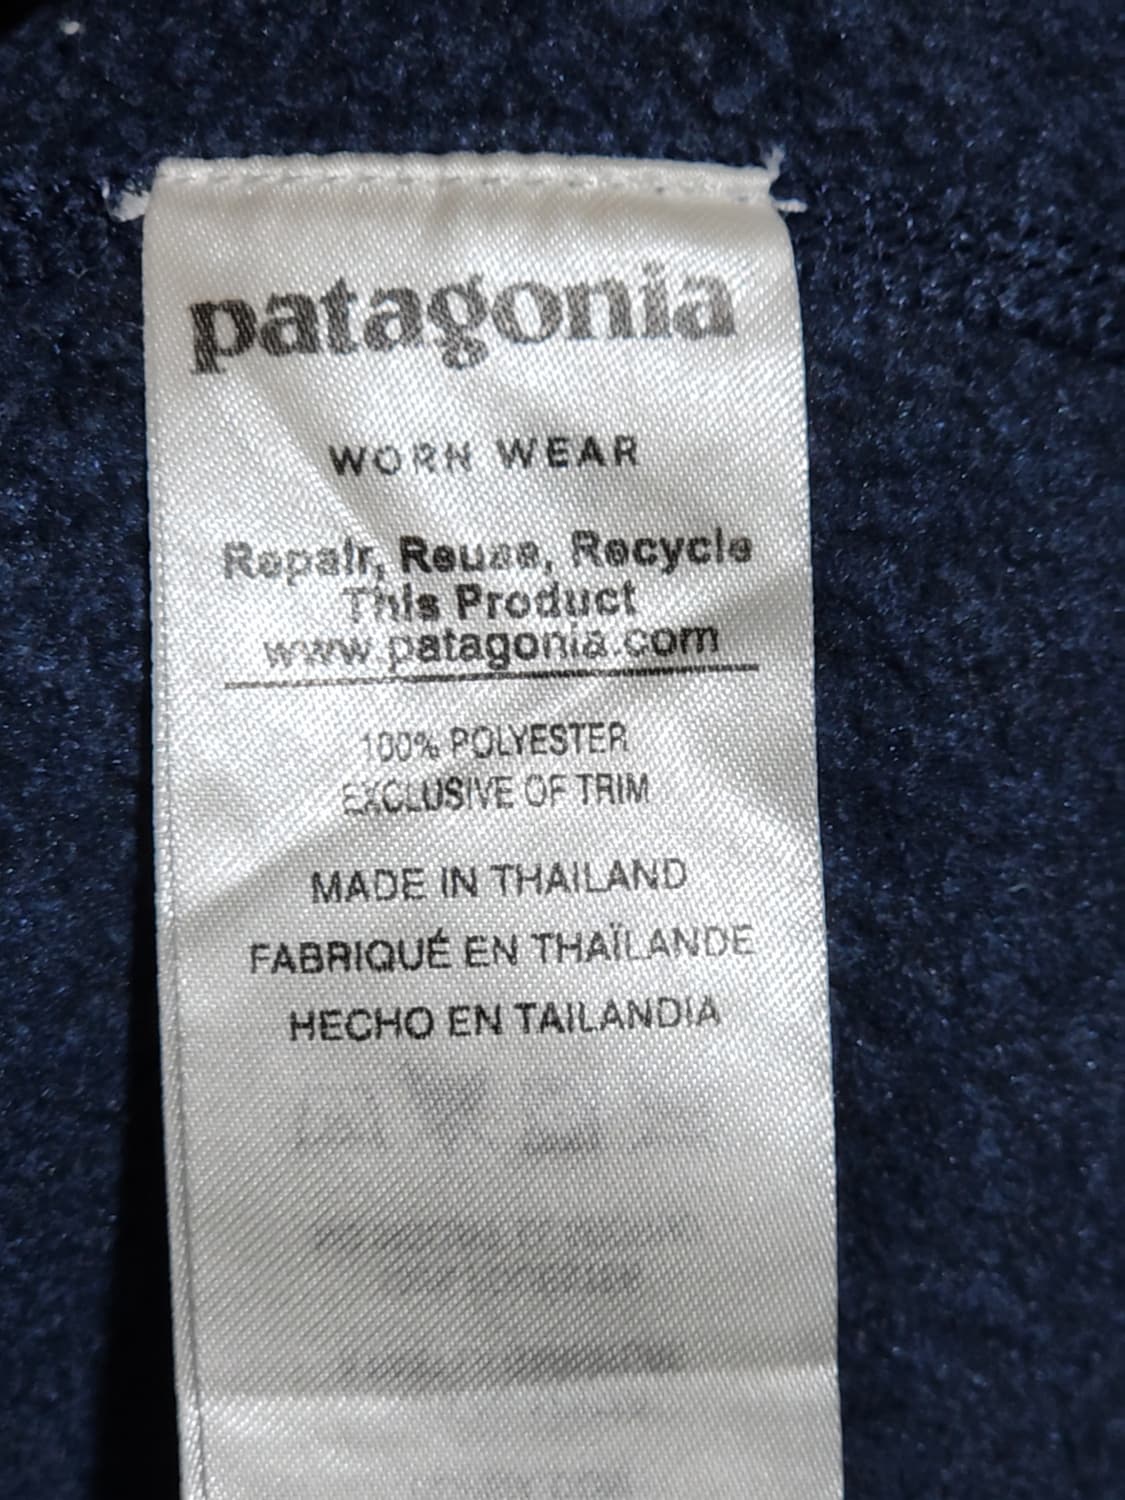 patagonia
WORN WEAR
Repair, Reuse, Recycle
This Product
www.patagonia.com
100% POLYESTER
EXCLUSIVE OF TRIM
MADE IN THAILAND
FABRIQUÉ EN THAÏLANDE
HECHO EN TAILANDIA